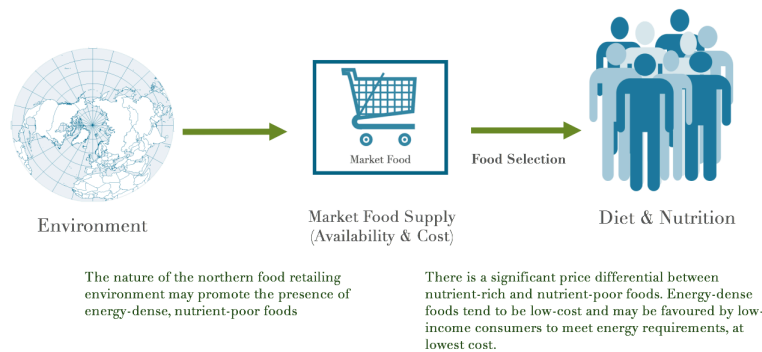 Market Food
Food Selection
Environment
Market Food Supply
(Availability & Cost)
Diet & Nutrition
The nature of the northern food retailing
environment may promote the presence of
energy-dense, nutrient-poor foods
There is a significant price differential between
nutrient-rich and nutrient-poor foods. Energy-dense
foods tend to be low-cost and may be favoured by low-
income consumers to meet energy requirements, at
lowest cost.